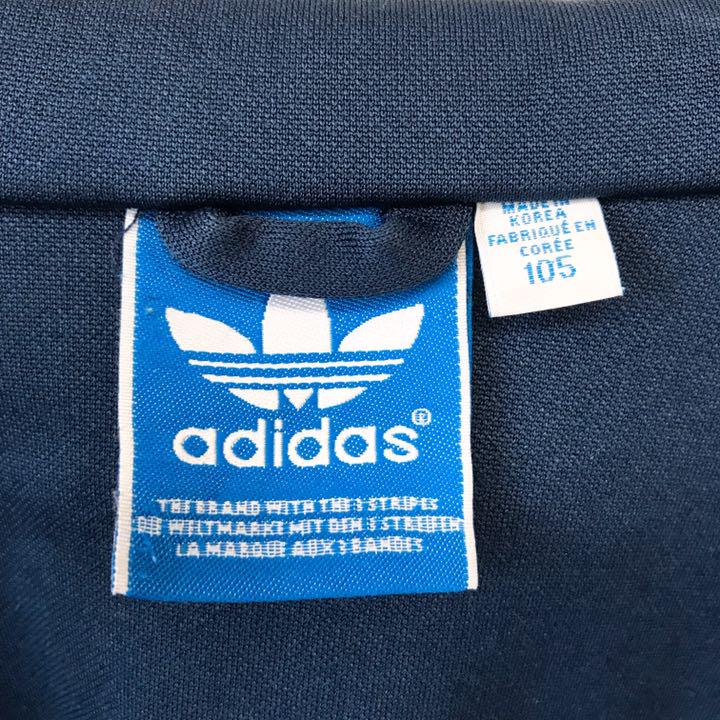 MADE IN
KOREA
FABRIQUÉ EN
CORÉE
105
adidas®
THE BRAND WITH THE 3 STRIPES
DIE WELTMARKE MIT DEN 3 STREIFEN
LA MARQUE AUX 3 BANDES